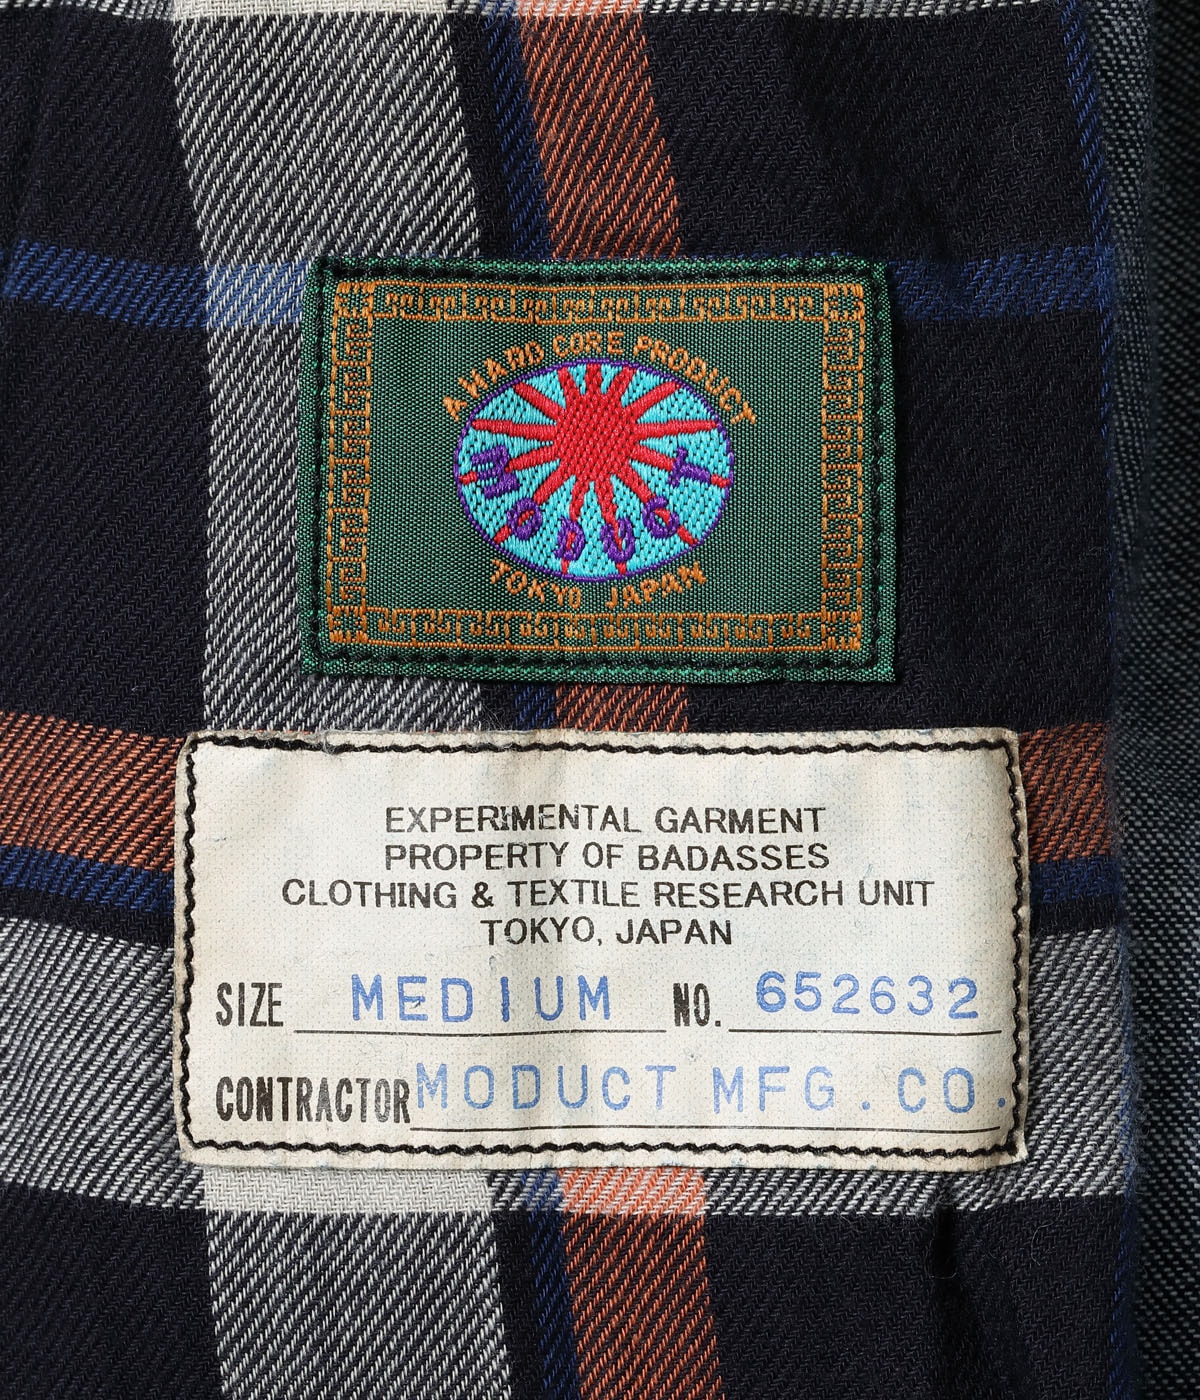 A HARD CORE PRODUCT
MODUCT
TOKYO JAPAN
EXPERIMENTAL GARMENT
PROPERTY OF BADASSES
CLOTHING & TEXTILE RESEARCH UNIT
TOKYO, JAPAN
SIZE MEDIUM NO. 652632
CONTRACTOR MODUCT MFG. CO.